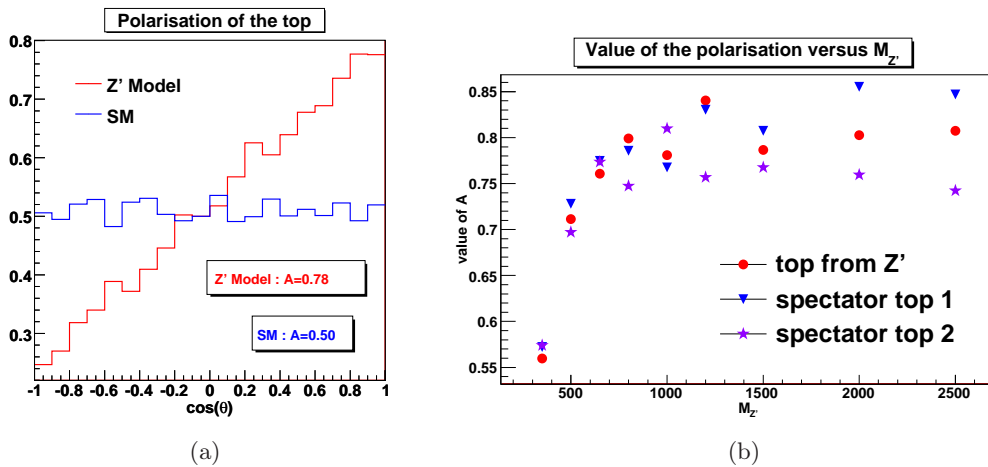 Polarisation of the top
0.8
0.7
0.6
0.5
0.4
0.3
Z' Model
SM
Z' Model : A=0.78
SM : A=0.50
-1 -0.8 -0.6 -0.4 -0.2 0 0.2 0.4 0.6 0.8 1
cos(θ)
(a)
Value of the polarisation versus M_Z'
value of A
0.85
0.8
0.75
0.7
0.65
0.6
0.55
top from Z'
spectator top 1
spectator top 2
500 1000 1500 2000 2500
M_Z'
(b)